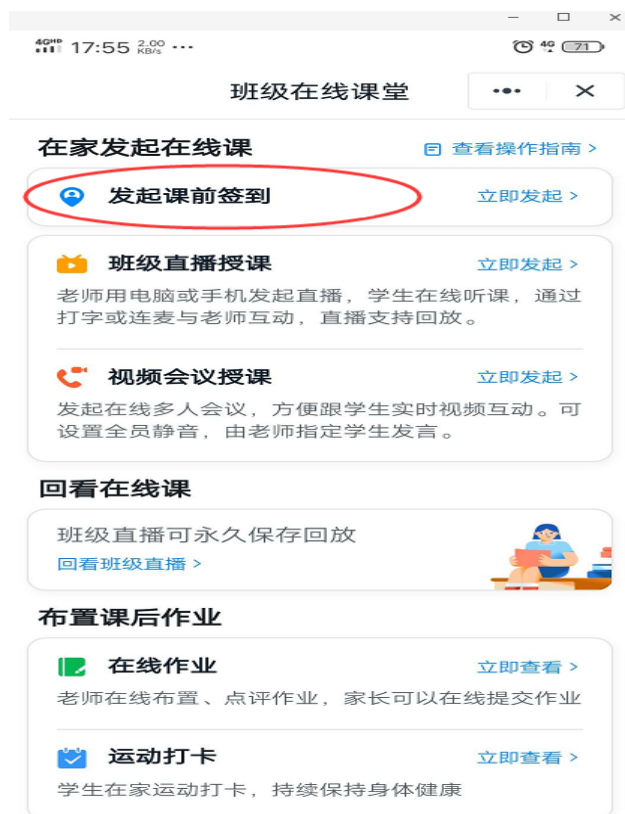 4GHD 17:55 2.00 KB/s ...
4G 71
班级在线课堂
在家发起在线课 查看操作指南 >
发起课前签到 立即发起 >
班级直播授课 立即发起 >
老师用电脑或手机发起直播，学生在线听课，通过
打字或连麦与老师互动，直播支持回放。
视频会议授课 立即发起 >
发起在线多人会议，方便跟学生实时视频互动。可
设置全员静音，由老师指定学生发言。
回看在线课
班级直播可永久保存回放
回看班级直播 >
布置课后作业
在线作业 立即查看 >
老师在线布置、点评作业，家长可以在线提交作业
运动打卡 立即查看 >
学生在家运动打卡，持续保持身体健康